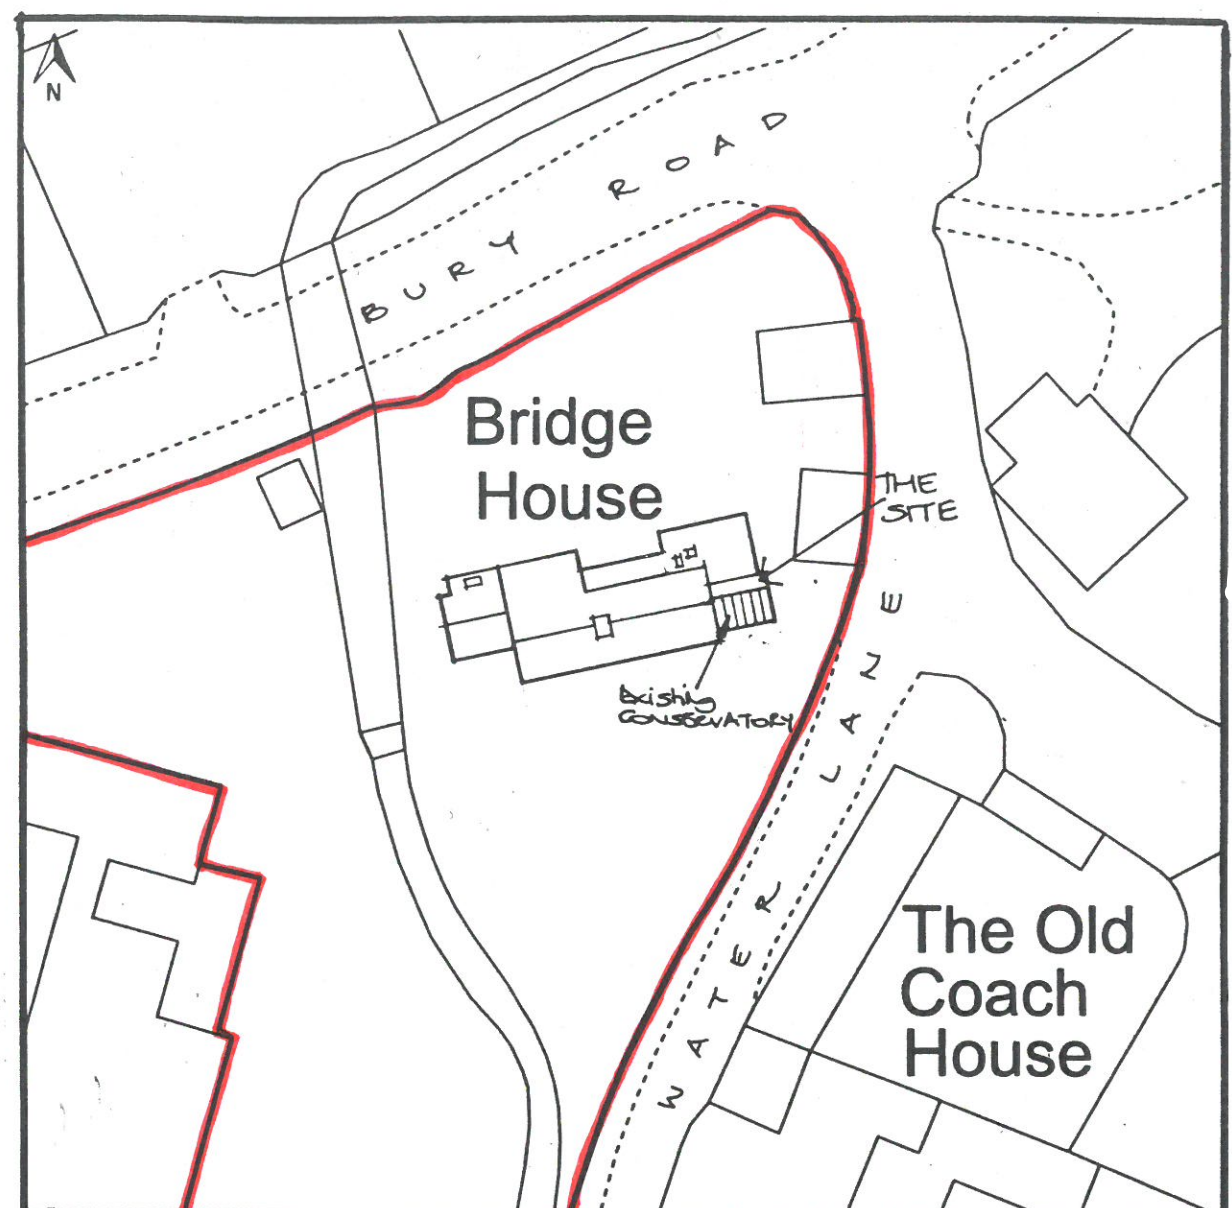 N
BURY ROAD
Bridge
House
THE
SITE
Existing
CONSERVATORY
WATER LANE
The Old
Coach
House